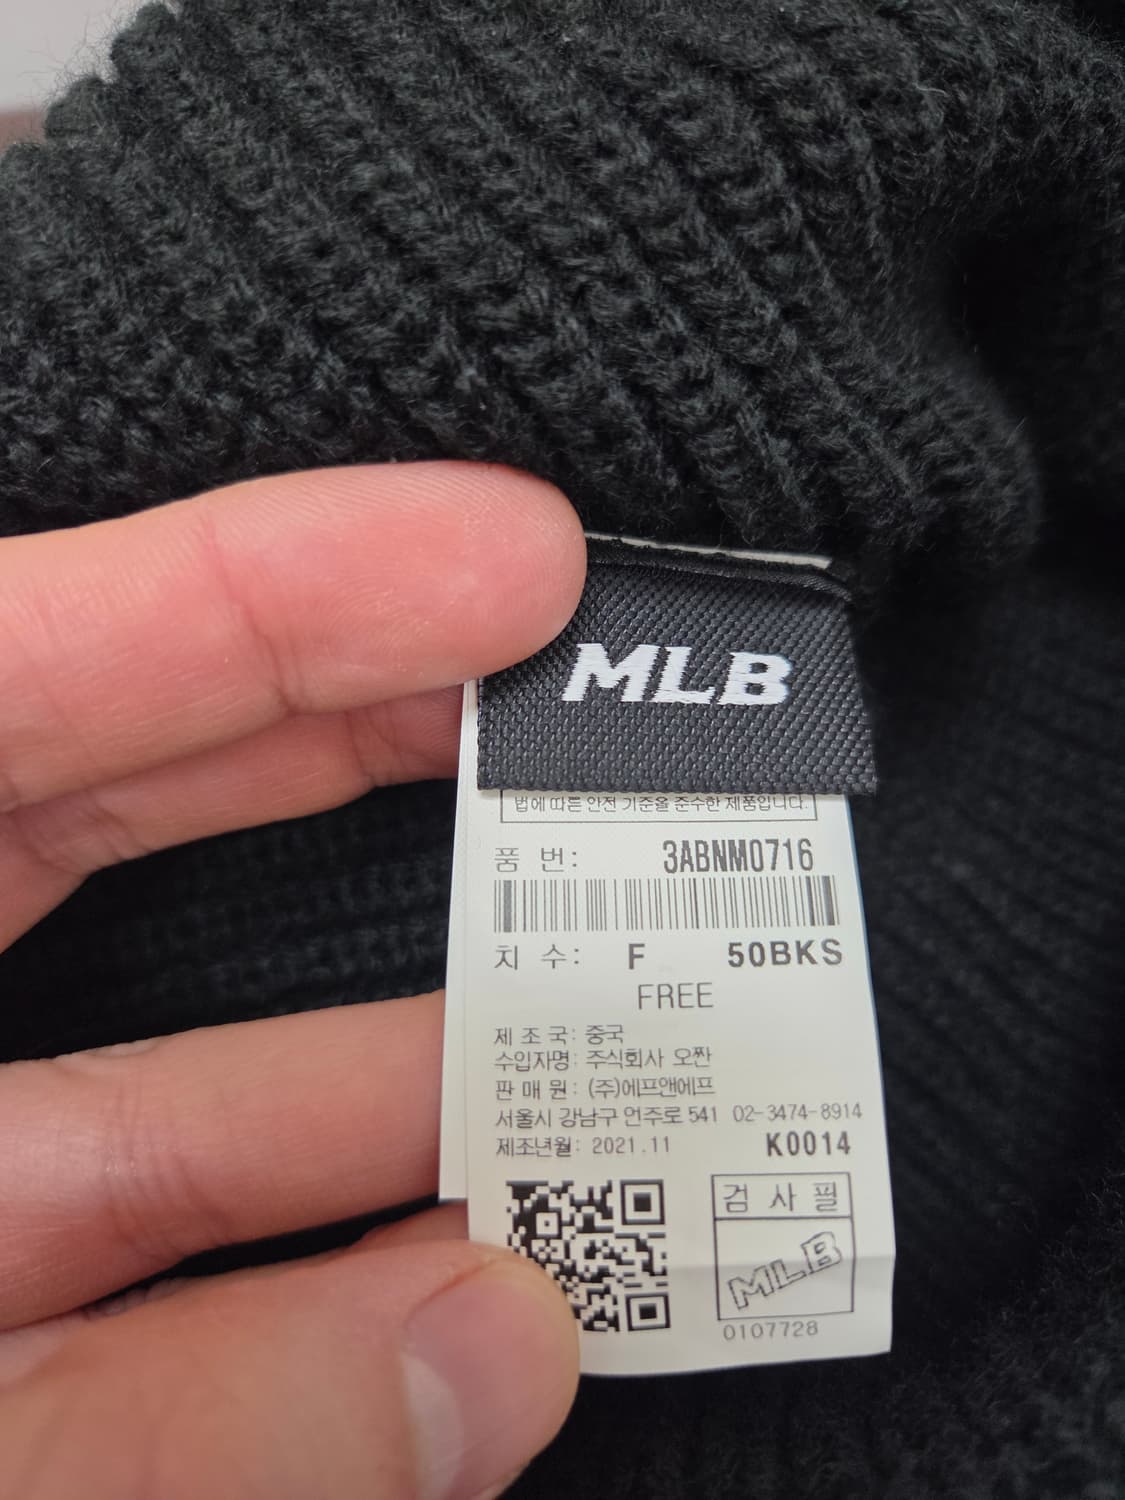 MLB
법에 따른 안전 기준을 준수한 제품입니다.
품 번: 3ABNM0716
치 수: F 50BKS
FREE
제 조 국: 중국
수입자명: 주식회사 오짠
판 매 원: (주)에프앤에프
서울시 강남구 언주로 541 02-3474-8914
제조년월: 2021.11 K0014
검 사 필
MLB
0107728